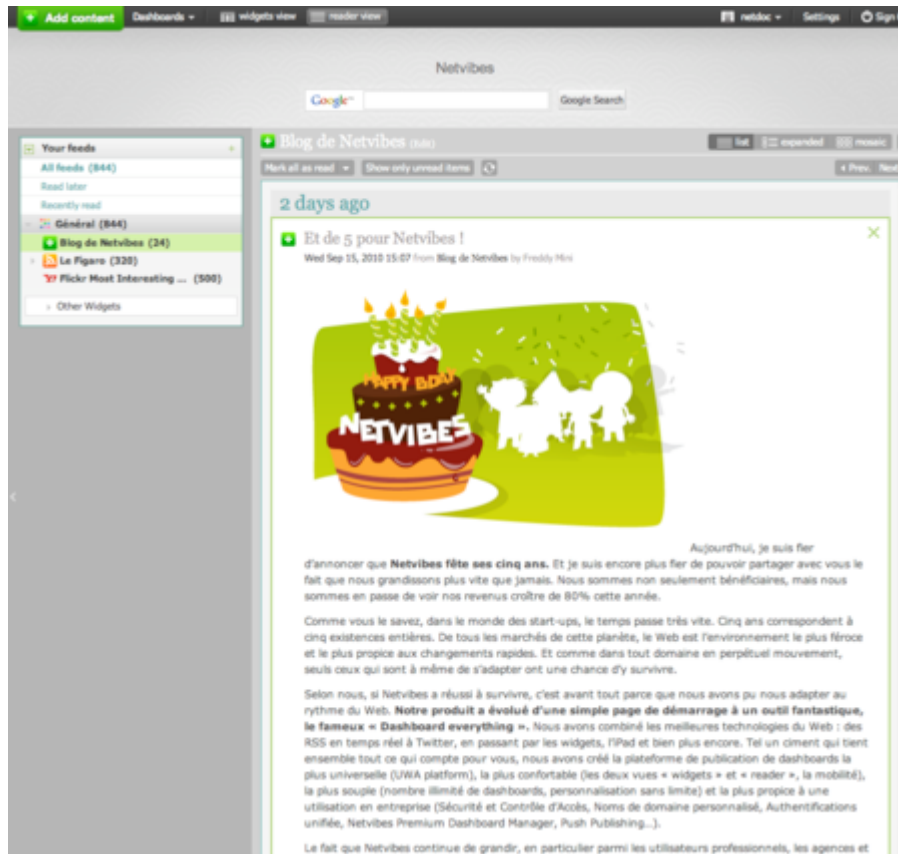 Add content Dashboards widgets view reader view netdoc Settings Sign
Netvibes
Google Google Search
Your feeds
All feeds (844)
Read later
Recently read
Général (844)
Blog de Netvibes (24)
Le Figaro (320)
Flickr Most Interesting ... (500)
Other Widgets
Blog de Netvibes (Edit) list expanded mosaic
Mark all as read Show only unread items Prev. Next
2 days ago
Et de 5 pour Netvibes !
Wed Sep 15, 2010 15:07 from Blog de Netvibes by Freddy Mini
HAPPY BDAY
NETVIBES
Aujourd'hui, je suis fier
d'annoncer que Netvibes fête ses cinq ans. Et je suis encore plus fier de pouvoir partager avec vous le
fait que nous grandissons plus vite que jamais. Nous sommes non seulement bénéficiaires, mais nous
sommes en passe de voir nos revenus croître de 80% cette année.
Comme vous le savez, dans le monde des start-ups, le temps passe très vite. Cinq ans correspondent à
cinq existences entières. De tous les marchés de cette planète, le Web est l'environnement le plus féroce
et le plus propice aux changements rapides. Et comme dans tout domaine en perpétuel mouvement,
seuls ceux qui sont à même de s'adapter ont une chance d'y survivre.
Selon nous, si Netvibes a réussi à survivre, c'est avant tout parce que nous avons pu nous adapter au
rythme du Web. Notre produit a évolué d'une simple page de démarrage à un outil fantastique,
le fameux « Dashboard everything ». Nous avons combiné les meilleures technologies du Web : des
RSS en temps réel à Twitter, en passant par les widgets, l'iPad et bien plus encore. Tel un ciment qui tient
ensemble tout ce qui compte pour vous, nous avons créé la plateforme de publication de dashboards la
plus universelle (UWA platform), la plus confortable (les deux vues « widgets » et « reader », la mobilité),
la plus souple (nombre illimité de dashboards, personnalisation sans limite) et la plus propice à une
utilisation en entreprise (Sécurité et Contrôle d'Accès, Noms de domaine personnalisé, Authentifications
unifiée, Netvibes Premium Dashboard Manager, Push Publishing...).
Le fait que Netvibes continue de grandir, en particulier parmi les utilisateurs professionnels, les agences et